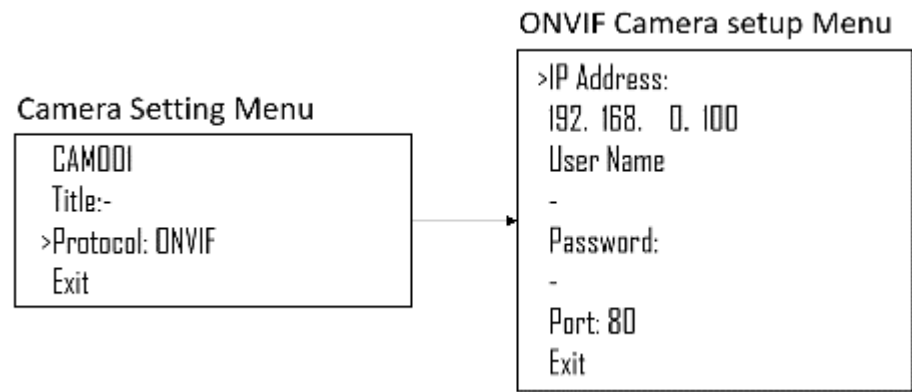 Camera Setting Menu
CAM001
Title:-
>Protocol: ONVIF
Exit
ONVIF Camera setup Menu
>IP Address:
192. 168. 0. 100
User Name
-
Password:
-
Port: 80
Exit